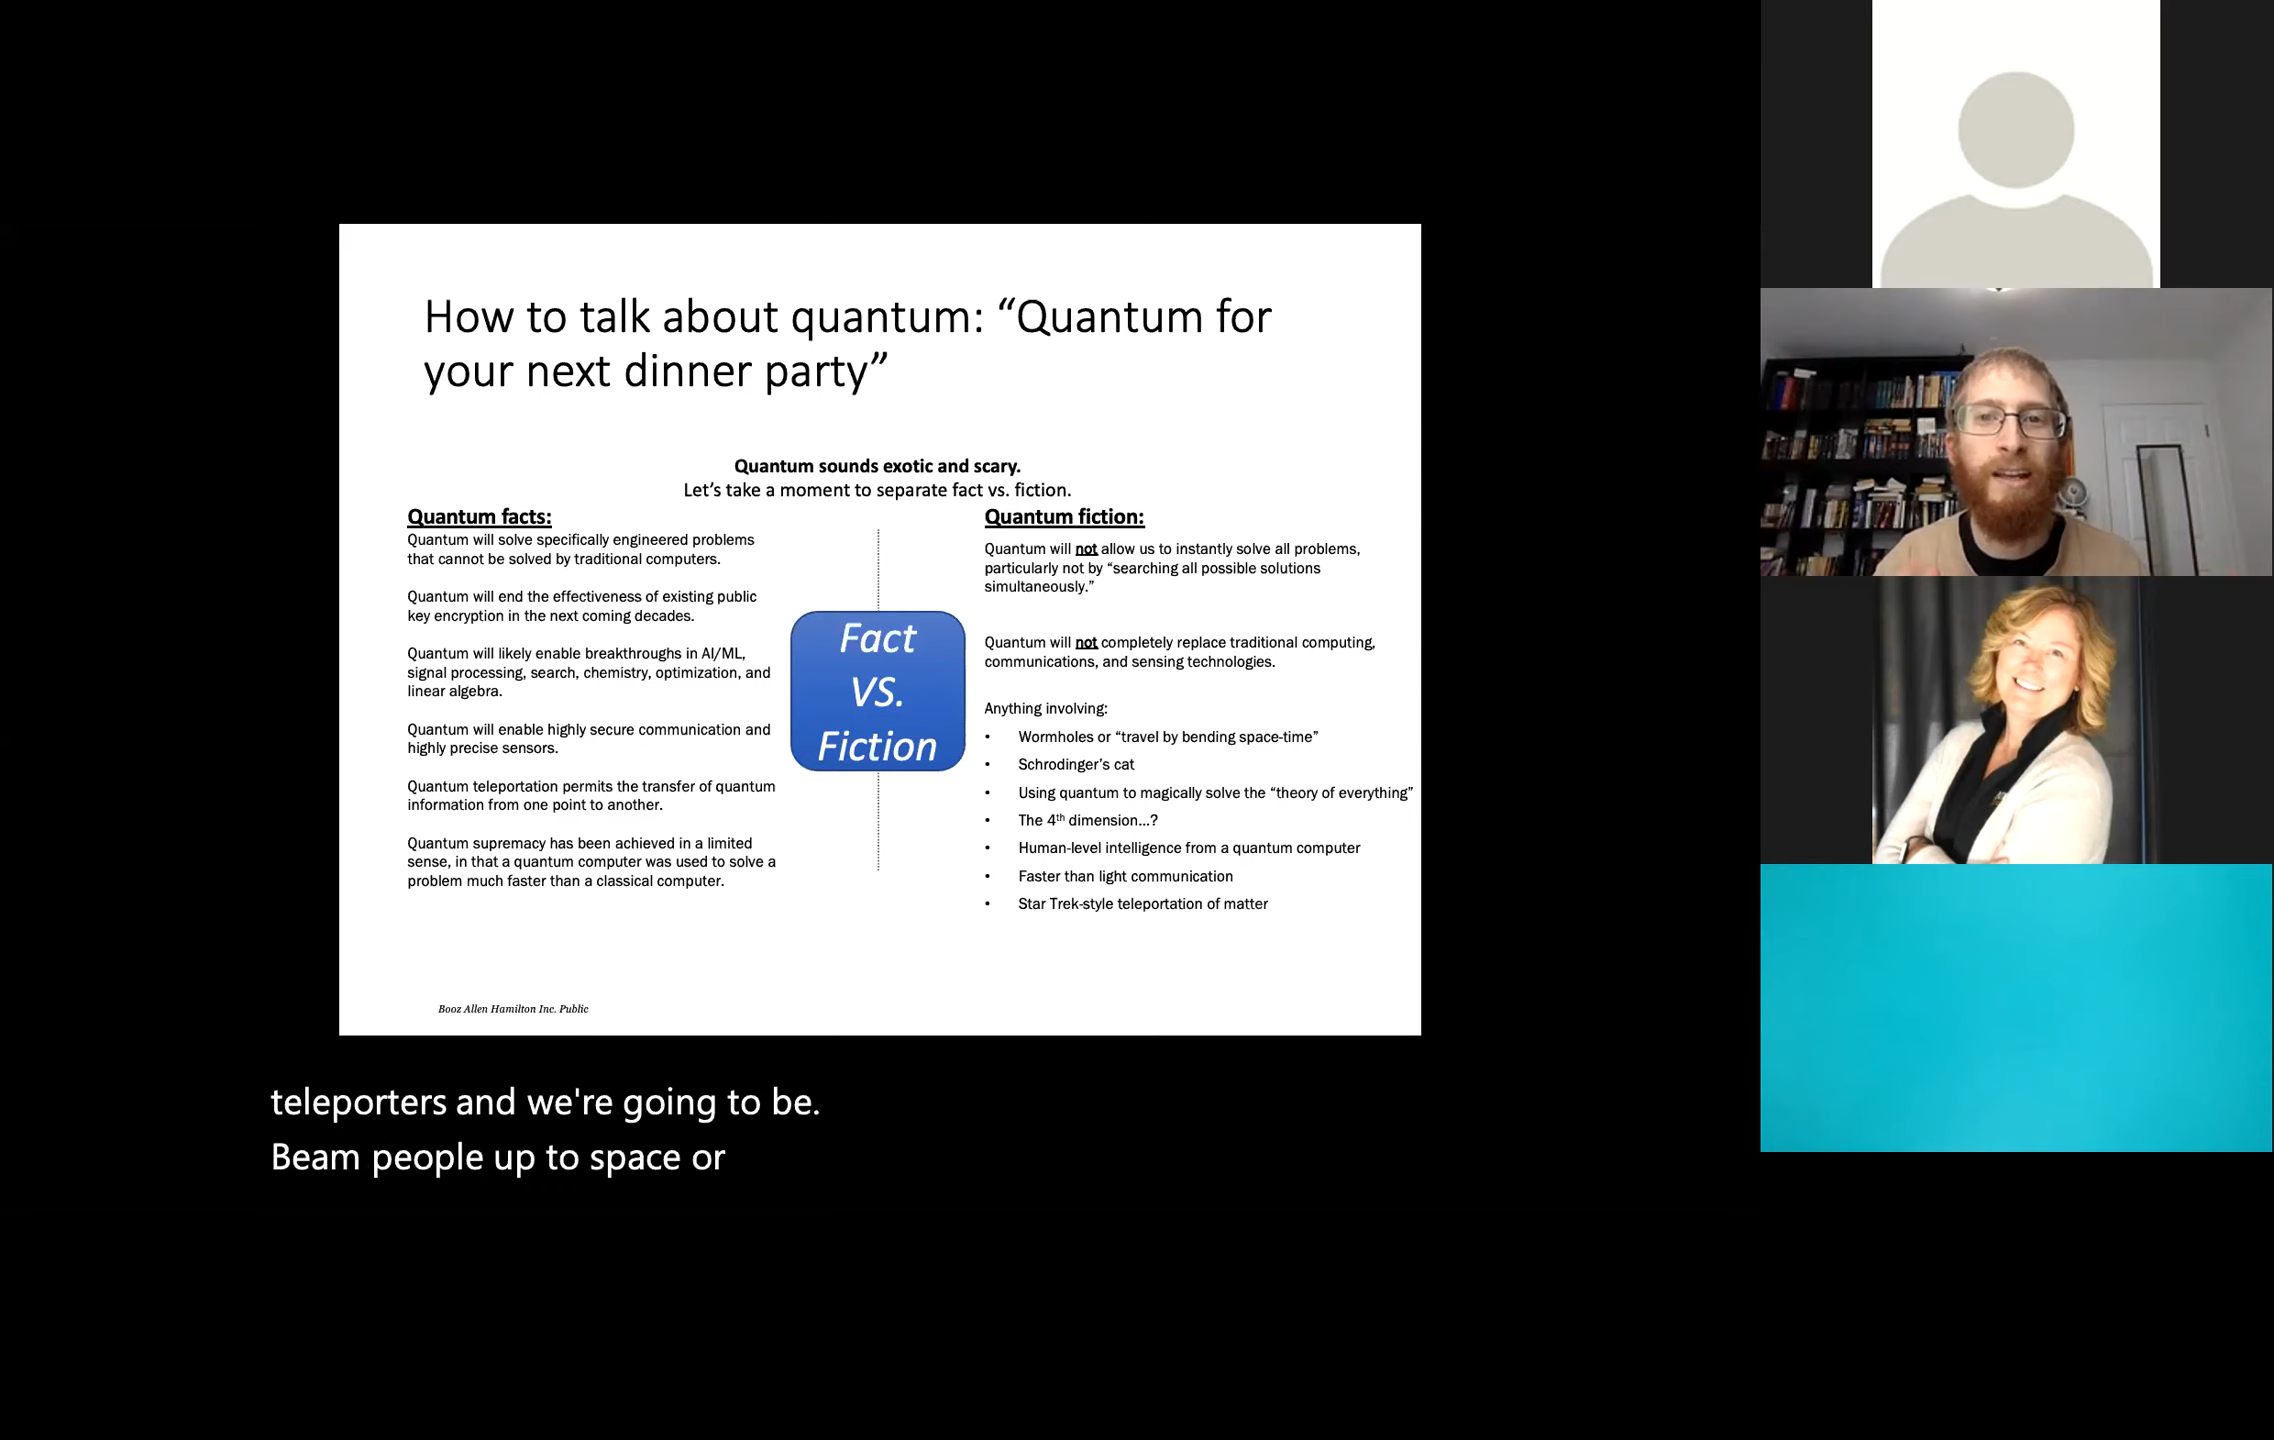 How to talk about quantum: “Quantum for
your next dinner party”
Quantum sounds exotic and scary.
Let’s take a moment to separate fact vs. fiction.
Quantum facts:
Quantum will solve specifically engineered problems
that cannot be solved by traditional computers.
Quantum will end the effectiveness of existing public
key encryption in the next coming decades.
Quantum will likely enable breakthroughs in AI/ML,
signal processing, search, chemistry, optimization, and
linear algebra.
Quantum will enable highly secure communication and
highly precise sensors.
Quantum teleportation permits the transfer of quantum
information from one point to another.
Quantum supremacy has been achieved in a limited
sense, in that a quantum computer was used to solve a
problem much faster than a classical computer.
Fact
VS.
Fiction
Quantum fiction:
Quantum will not allow us to instantly solve all problems,
particularly not by “searching all possible solutions
simultaneously.”
Quantum will not completely replace traditional computing,
communications, and sensing technologies.
Anything involving:
• Wormholes or “travel by bending space-time”
• Schrodinger’s cat
• Using quantum to magically solve the “theory of everything”
• The 4th dimension...?
• Human-level intelligence from a quantum computer
• Faster than light communication
• Star Trek-style teleportation of matter
Booz Allen Hamilton Inc. Public
teleporters and we're going to be.
Beam people up to space or